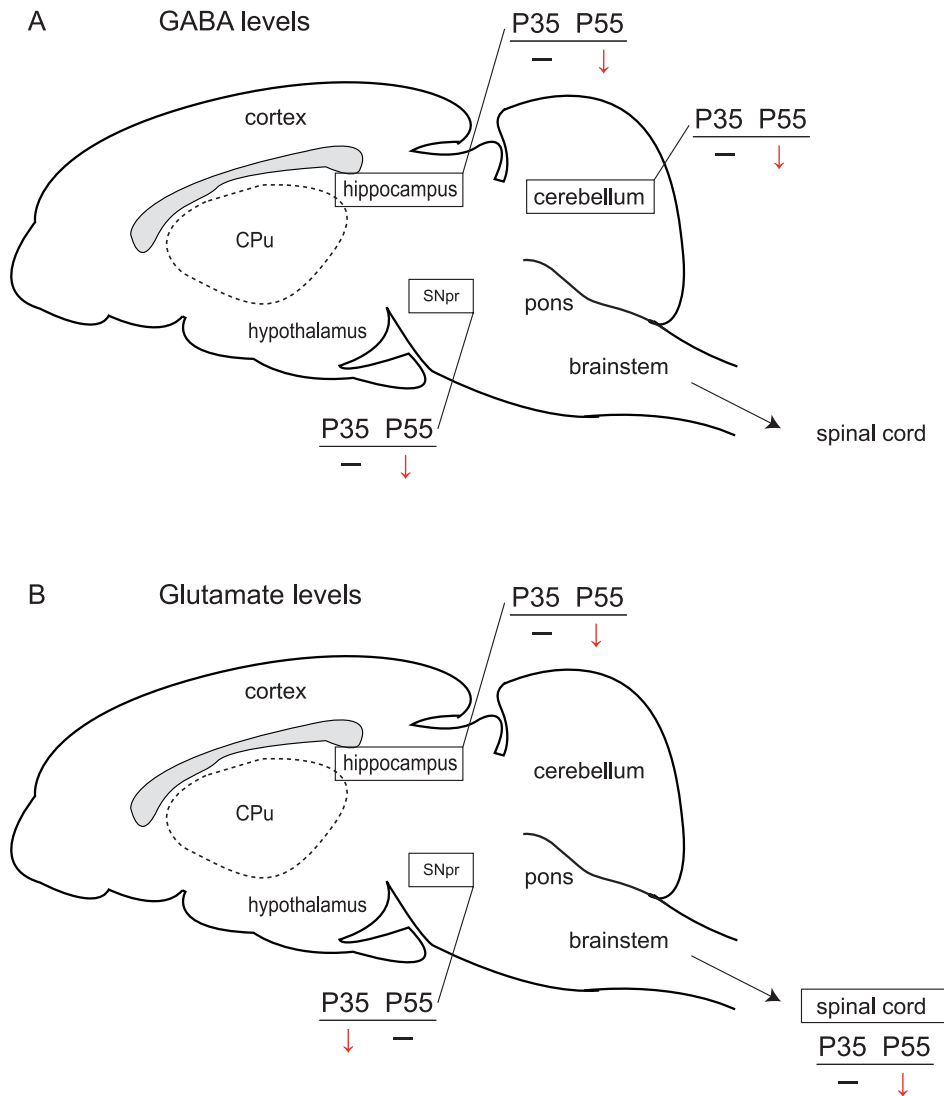 A GABA levels
P35 P55
– ↓
cortex
P35 P55
– ↓
hippocampus
cerebellum
CPu
SNpr
pons
hypothalamus
brainstem
P35 P55
– ↓
spinal cord
B Glutamate levels
P35 P55
– ↓
cortex
hippocampus
cerebellum
CPu
SNpr
pons
hypothalamus
brainstem
P35 P55
↓ –
spinal cord
P35 P55
– ↓